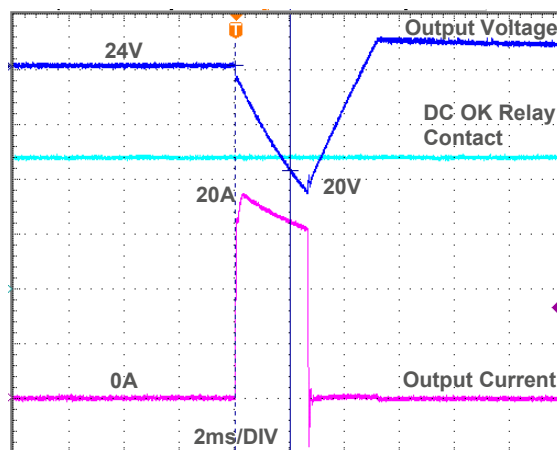 T
Output Voltage
24V
DC OK Relay
Contact
20A
20V
0A
Output Current
2ms/DIV